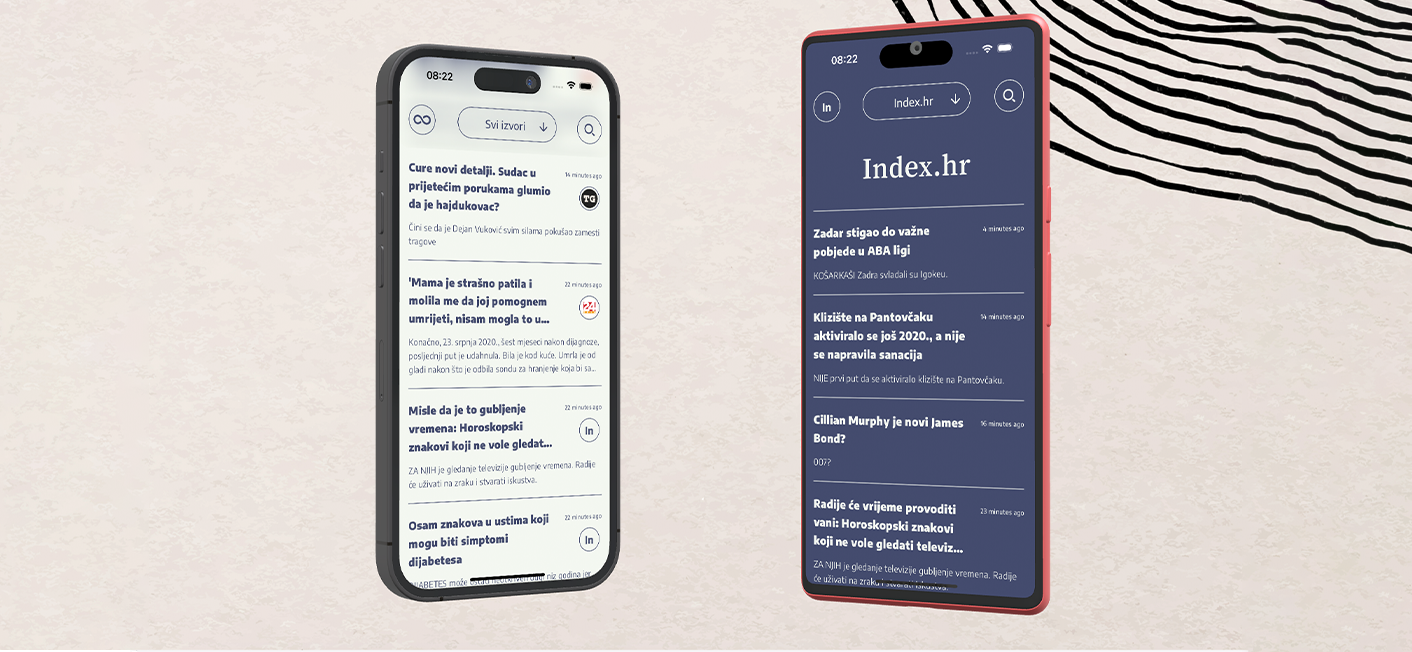 08:22
Svi izvori
Cure novi detalji. Sudac u
prijetećim porukama glumio
da je hajdukovac?
14 minutes ago
TG
Čini se da je Dejan Vuković svim silama pokušao zamesti
tragove
'Mama je strašno patila i
molila me da joj pomognem
umrijeti, nisam mogla to u...
22 minutes ago
24
Konačno, 23. srpnja 2020., šest mjeseci nakon dijagnoze,
posljednji put je udahnula. Bila je kod kuće. Umrla je od
gladi nakon što je odbila sondu za hranjenje koja bi sa...
Misle da je to gubljenje
vremena: Horoskopski
znakovi koji ne vole gledat...
22 minutes ago
In
ZA NJIH je gledanje televizije gubljenje vremena. Radije
će uživati na zraku i stvarati iskustva.
Osam znakova u ustima koji
mogu biti simptomi
dijabetesa
22 minutes ago
In
DIJABETES može niz godina jer
08:22
In
Index.hr
Index.hr
Zadar stigao do važne
pobjede u ABA ligi
4 minutes ago
KOŠARKAŠI Zadra svladali su Igokeu.
Klizište na Pantovčaku
aktiviralo se još 2020., a nije
se napravila sanacija
14 minutes ago
NIJE prvi put da se aktiviralo klizište na Pantovčaku.
Cillian Murphy je novi James
Bond?
16 minutes ago
00??
Radije će vrijeme provoditi
vani: Horoskopski znakovi
koji ne vole gledati televiz...
23 minutes ago
ZA NJIH je gledanje televizije gubljenje vremena. Radije
će uživati na zraku i stvarati iskustva.